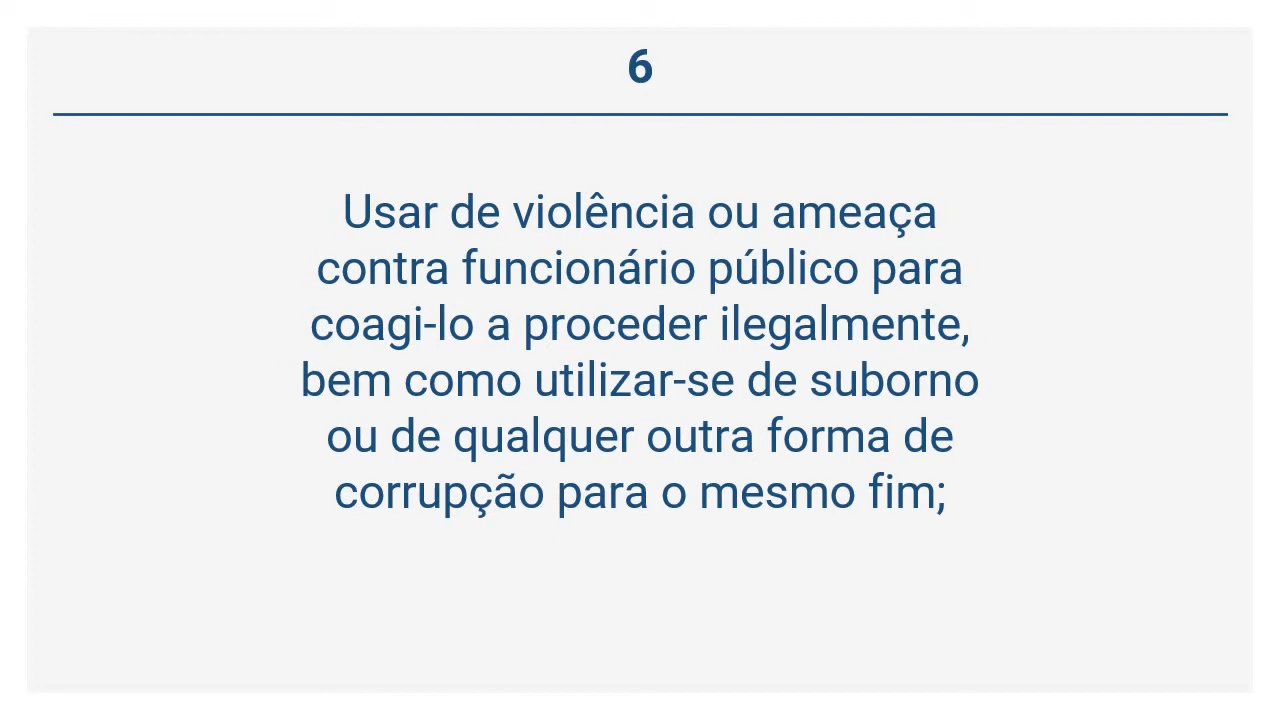 6
Usar de violência ou ameaça
contra funcionário público para
coagi-lo a proceder ilegalmente,
bem como utilizar-se de suborno
ou de qualquer outra forma de
corrupção para o mesmo fim;